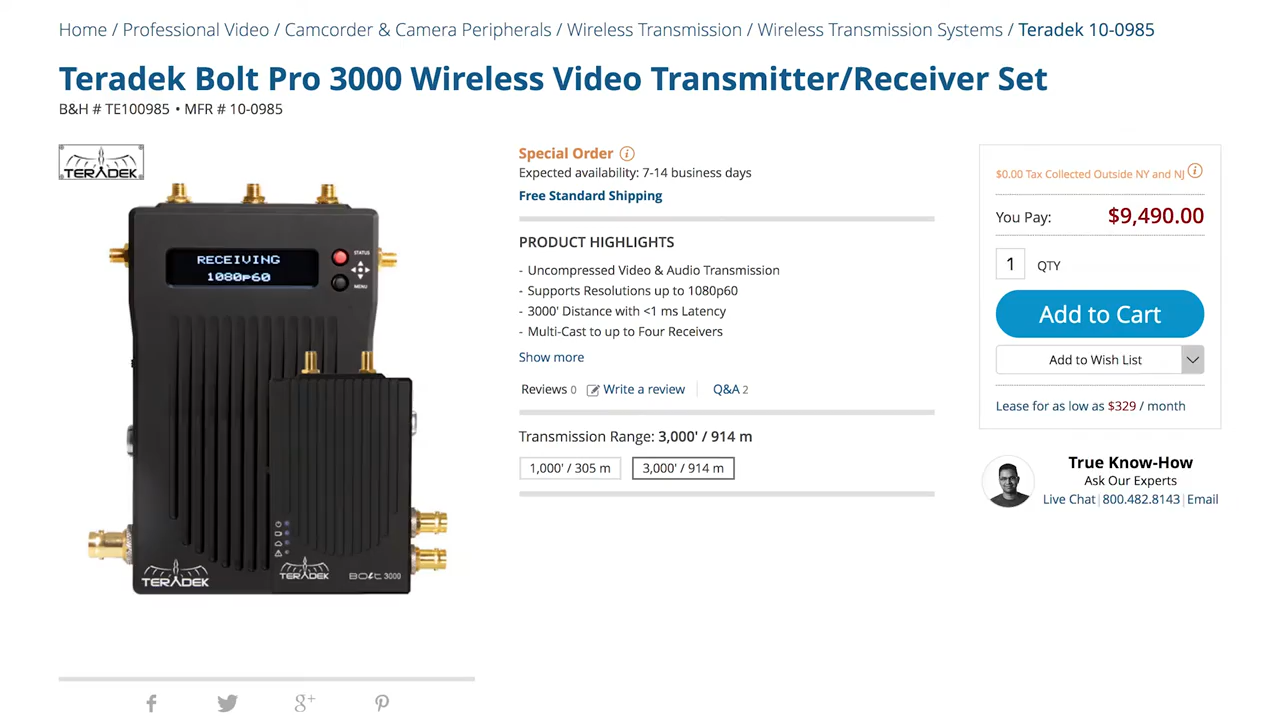 Home / Professional Video / Camcorder & Camera Peripherals / Wireless Transmission / Wireless Transmission Systems / Teradek 10-0985
Teradek Bolt Pro 3000 Wireless Video Transmitter/Receiver Set
B&H # TE100985 • MFR # 10-0985
TERADEK
RECEIVING
1080p60
STATUS
MENU
TERADEK
TERADEK
BOLT 3000
Special Order
Expected availability: 7-14 business days
Free Standard Shipping
PRODUCT HIGHLIGHTS
- Uncompressed Video & Audio Transmission
- Supports Resolutions up to 1080p60
- 3000' Distance with <1 ms Latency
- Multi-Cast to up to Four Receivers
Show more
Reviews 0 Write a review Q&A 2
Transmission Range: 3,000' / 914 m
1,000' / 305 m 3,000' / 914 m
$0.00 Tax Collected Outside NY and NJ
You Pay: $9,490.00
1 QTY
Add to Cart
Add to Wish List
Lease for as low as $329 / month
True Know-How
Ask Our Experts
Live Chat | 800.482.8143 | Email